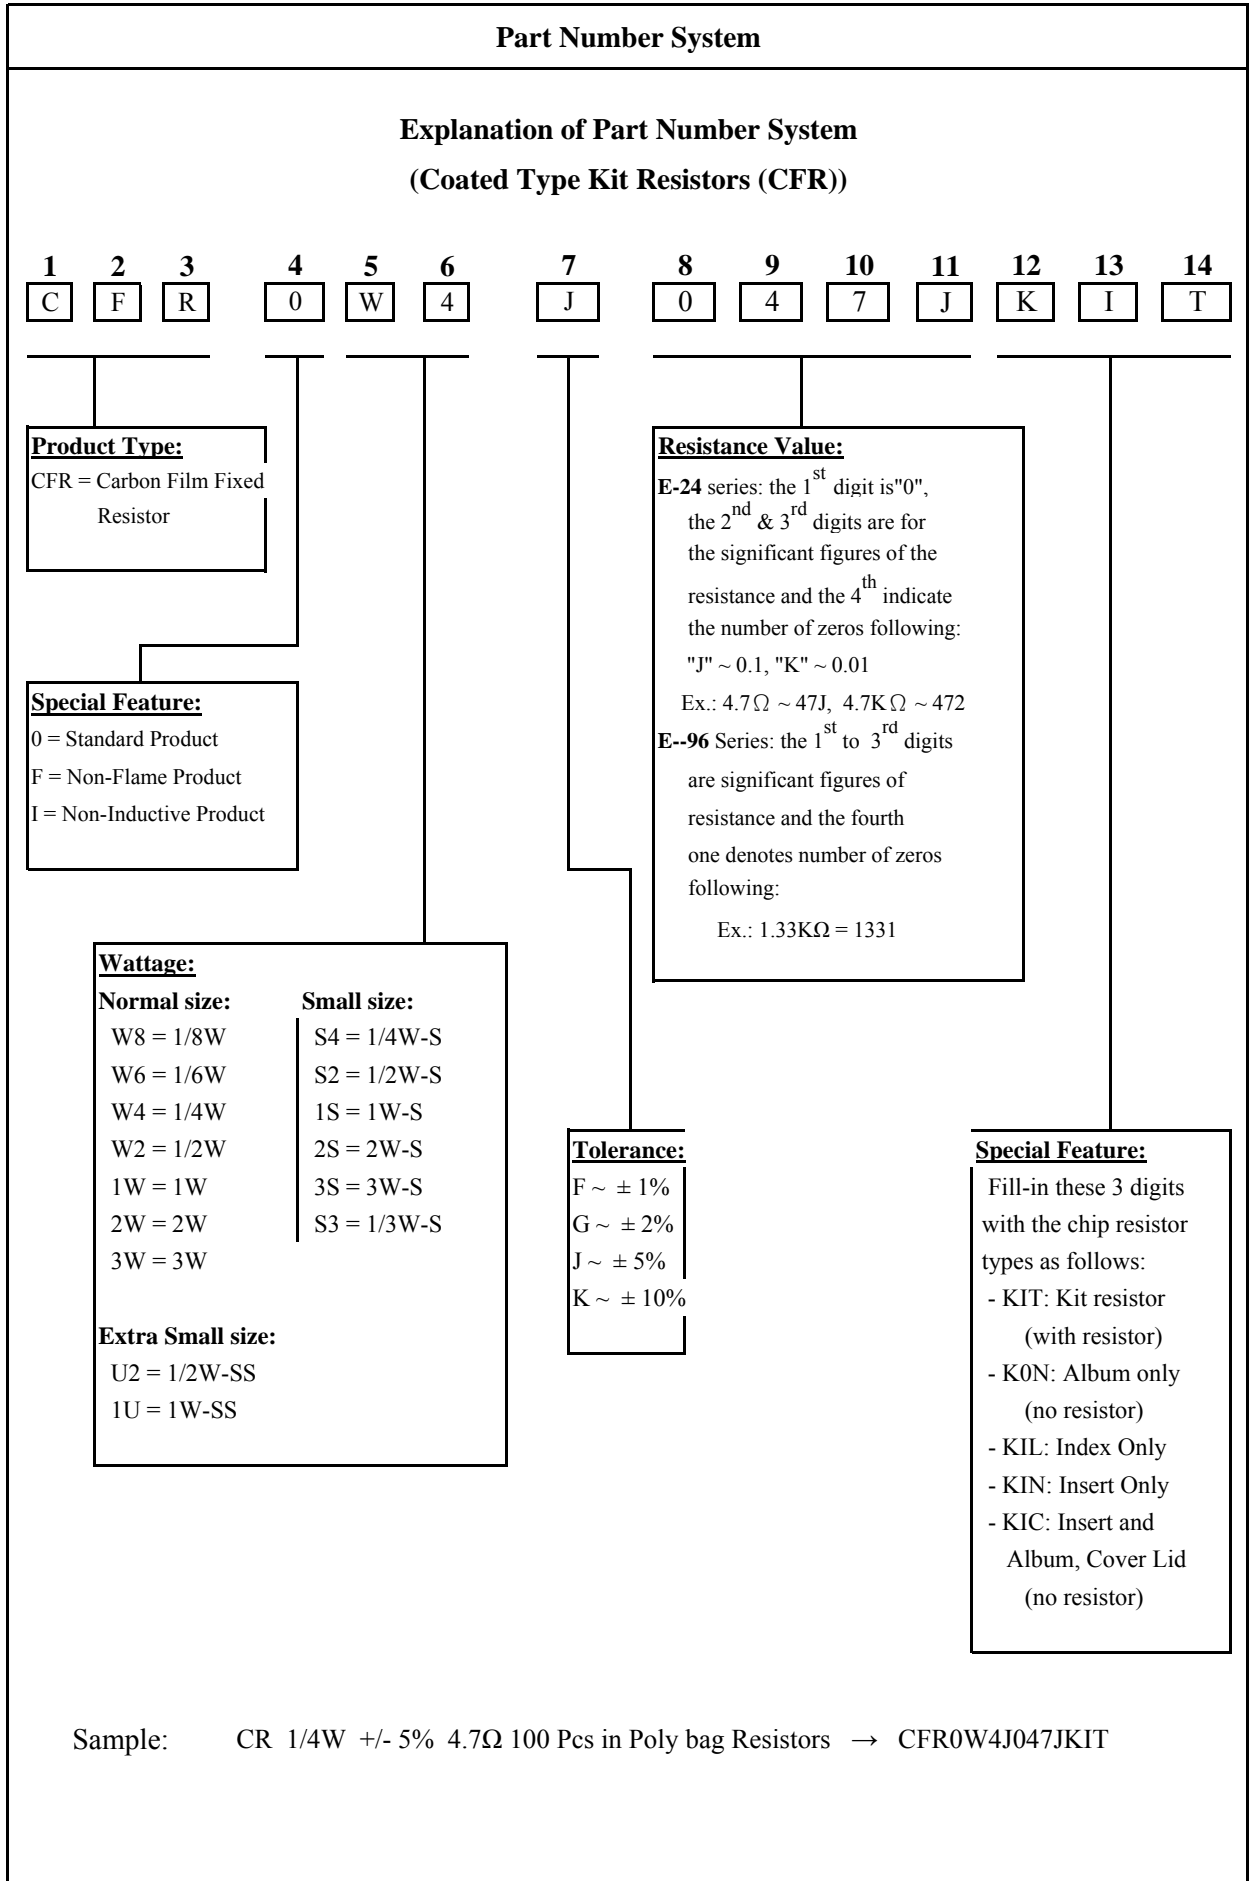 Part Number System
Explanation of Part Number System
(Coated Type Kit Resistors (CFR))
1 2 3 4 5 6 7 8 9 10 11 12 13 14
C F R 0 W 4 J 0 4 7 J K I T
Product Type:
CFR = Carbon Film Fixed
Resistor
Special Feature:
0 = Standard Product
F = Non-Flame Product
I = Non-Inductive Product
Wattage:
Normal size: Small size:
W8 = 1/8W S4 = 1/4W-S
W6 = 1/6W S2 = 1/2W-S
W4 = 1/4W 1S = 1W-S
W2 = 1/2W 2S = 2W-S
1W = 1W 3S = 3W-S
2W = 2W S3 = 1/3W-S
3W = 3W
Extra Small size:
U2 = 1/2W-SS
1U = 1W-SS
Tolerance:
F ~ ± 1%
G ~ ± 2%
J ~ ± 5%
K ~ ± 10%
Resistance Value:
E-24 series: the 1st digit is"0",
the 2nd & 3rd digits are for
the significant figures of the
resistance and the 4th indicate
the number of zeros following:
"J" ~ 0.1, "K" ~ 0.01
Ex.: 4.7Ω ~ 47J, 4.7KΩ ~ 472
E--96 Series: the 1st to 3rd digits
are significant figures of
resistance and the fourth
one denotes number of zeros
following:
Ex.: 1.33KΩ = 1331
Special Feature:
Fill-in these 3 digits
with the chip resistor
types as follows:
- KIT: Kit resistor
(with resistor)
- K0N: Album only
(no resistor)
- KIL: Index Only
- KIN: Insert Only
- KIC: Insert and
Album, Cover Lid
(no resistor)
Sample: CR 1/4W +/- 5% 4.7Ω 100 Pcs in Poly bag Resistors → CFR0W4J047JKIT